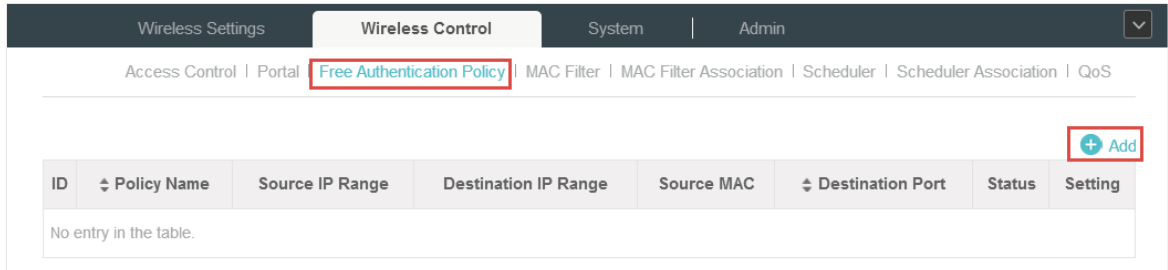 Wireless Settings Wireless Control System | Admin
Access Control | Portal | Free Authentication Policy | MAC Filter | MAC Filter Association | Scheduler | Scheduler Association | QoS
Add
ID Policy Name Source IP Range Destination IP Range Source MAC Destination Port Status Setting
No entry in the table.